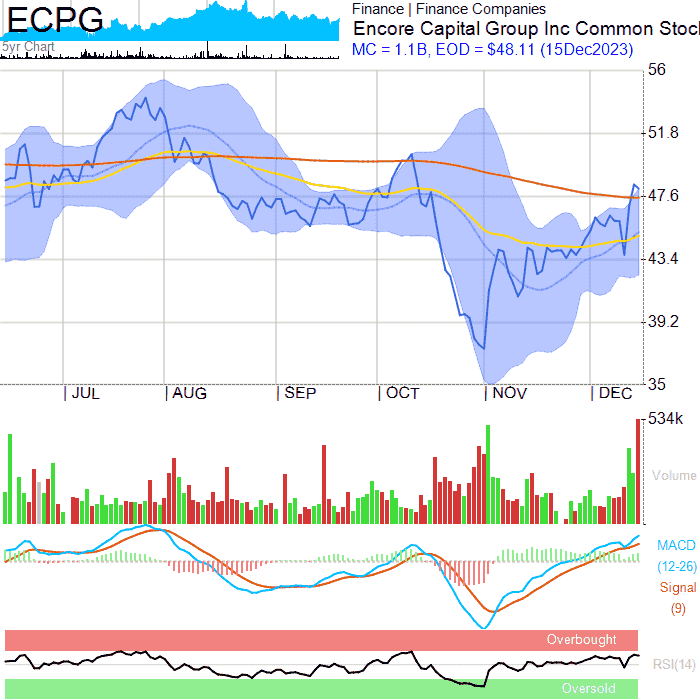 ECPG
5yr Chart
Finance | Finance Companies
Encore Capital Group Inc Common Stoc
MC = 1.1B, EOD = $48.11 (15Dec2023)
56
51.8
47.6
43.4
39.2
35
JUL AUG SEP OCT NOV DEC
534k
Volume
MACD
(12-26)
Signal
(9)
Overbought
RSI(14)
Oversold